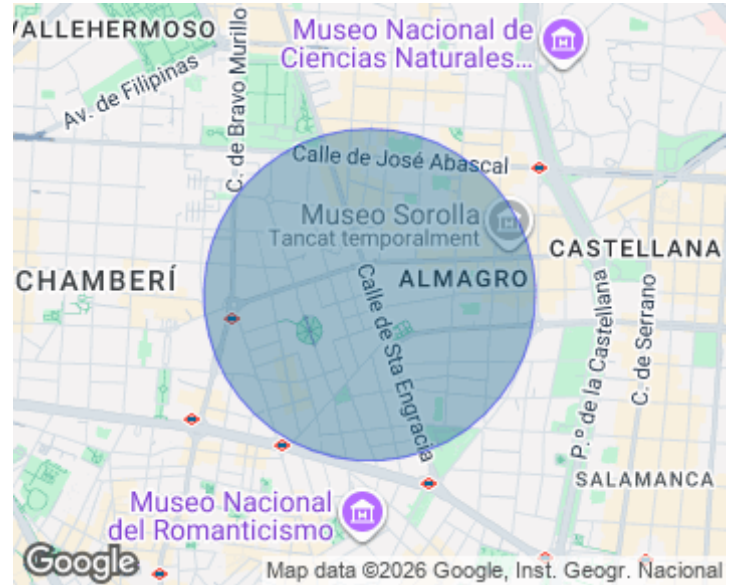 VALLEHERMOSO
Museo Nacional de
Ciencias Naturales...
Av. de Filipinas
C. de Bravo Murillo
Calle de José Abascal
Museo Sorolla
Tancat temporalment
CASTELLANA
CHAMBERÍ
ALMAGRO
Calle de Sta Engracia
P.º de la Castellana
C. de Serrano
SALAMANCA
Museo Nacional
del Romanticismo
Google
Map data ©2026 Google, Inst. Geogr. Nacional